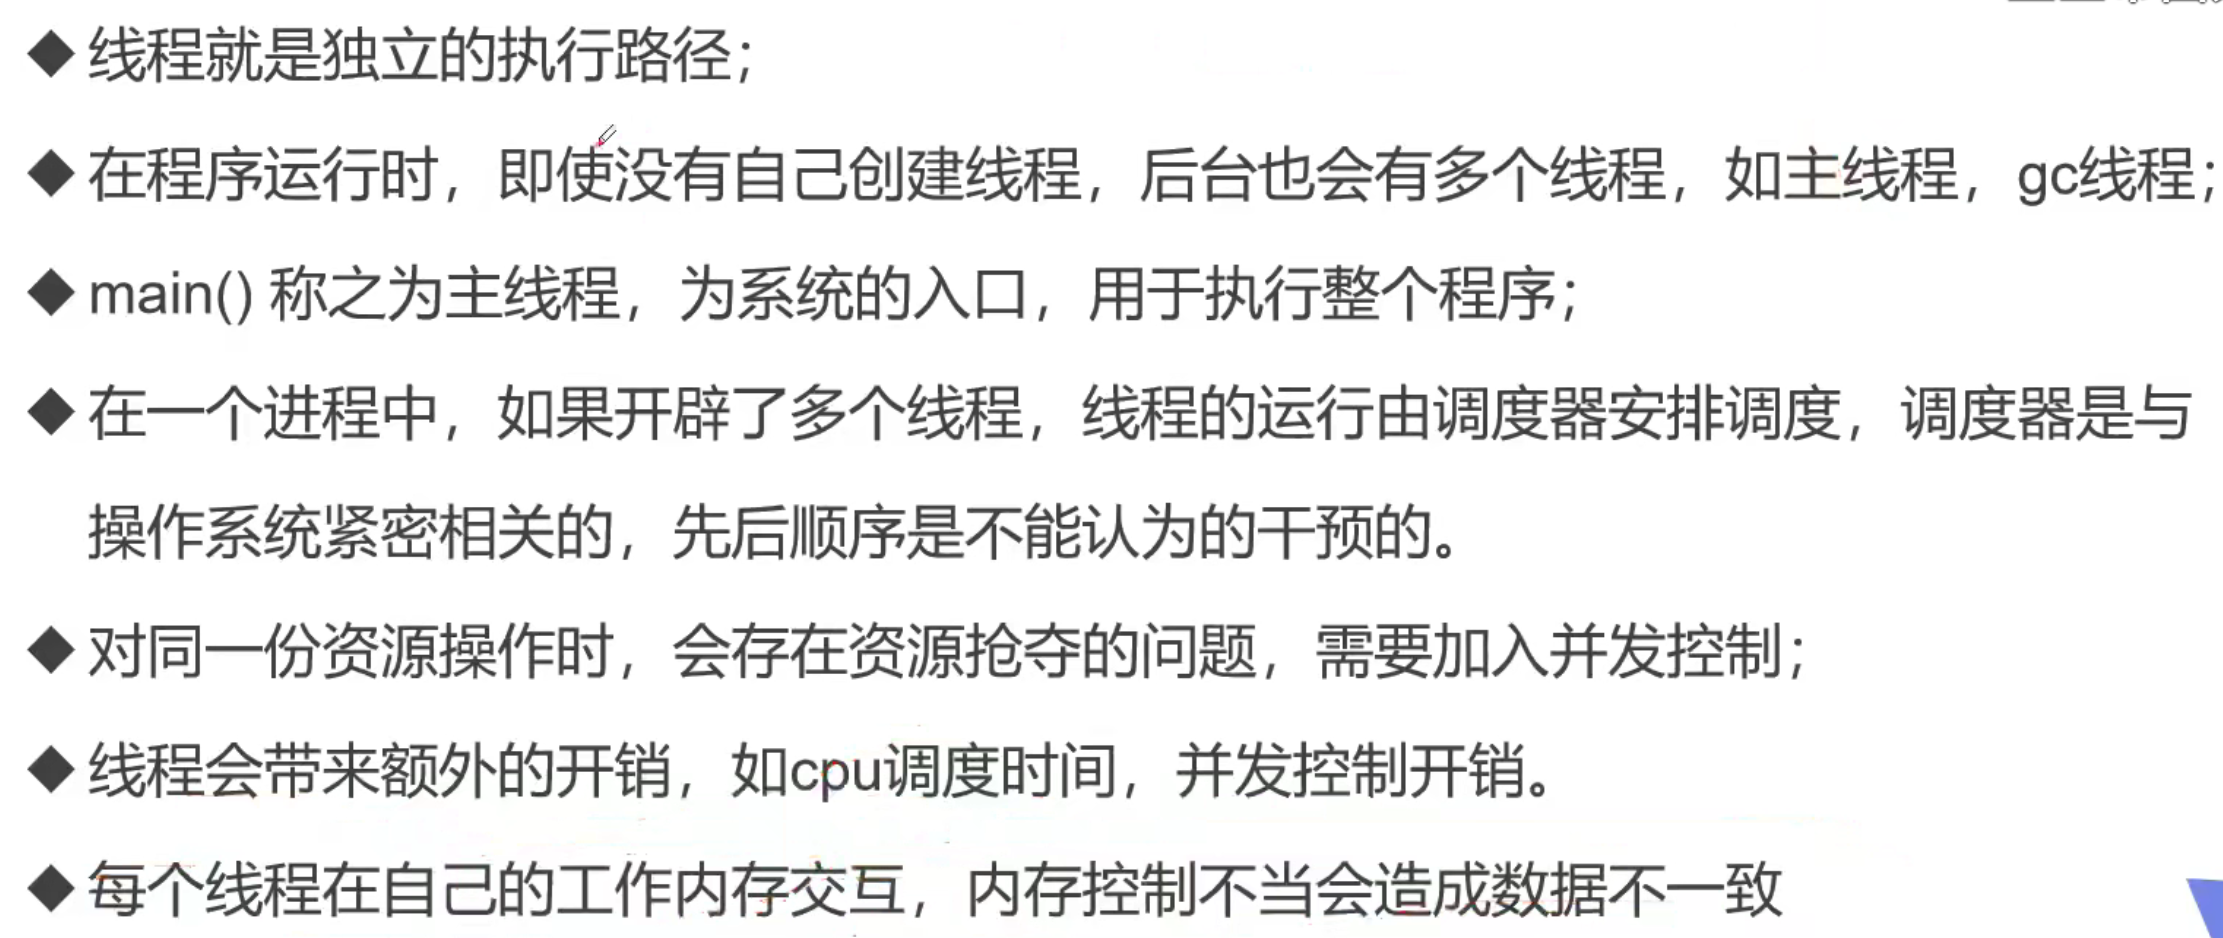 ◆线程就是独立的执行路径；
◆在程序运行时，即使没有自己创建线程，后台也会有多个线程，如主线程，gc线程；
◆main() 称之为主线程，为系统的入口，用于执行整个程序；
◆在一个进程中，如果开辟了多个线程，线程的运行由调度器安排调度，调度器是与
操作系统紧密相关的，先后顺序是不能认为的干预的。
◆对同一份资源操作时，会存在资源抢夺的问题，需要加入并发控制；
◆线程会带来额外的开销，如cpu调度时间，并发控制开销。
◆每个线程在自己的工作内存交互，内存控制不当会造成数据不一致